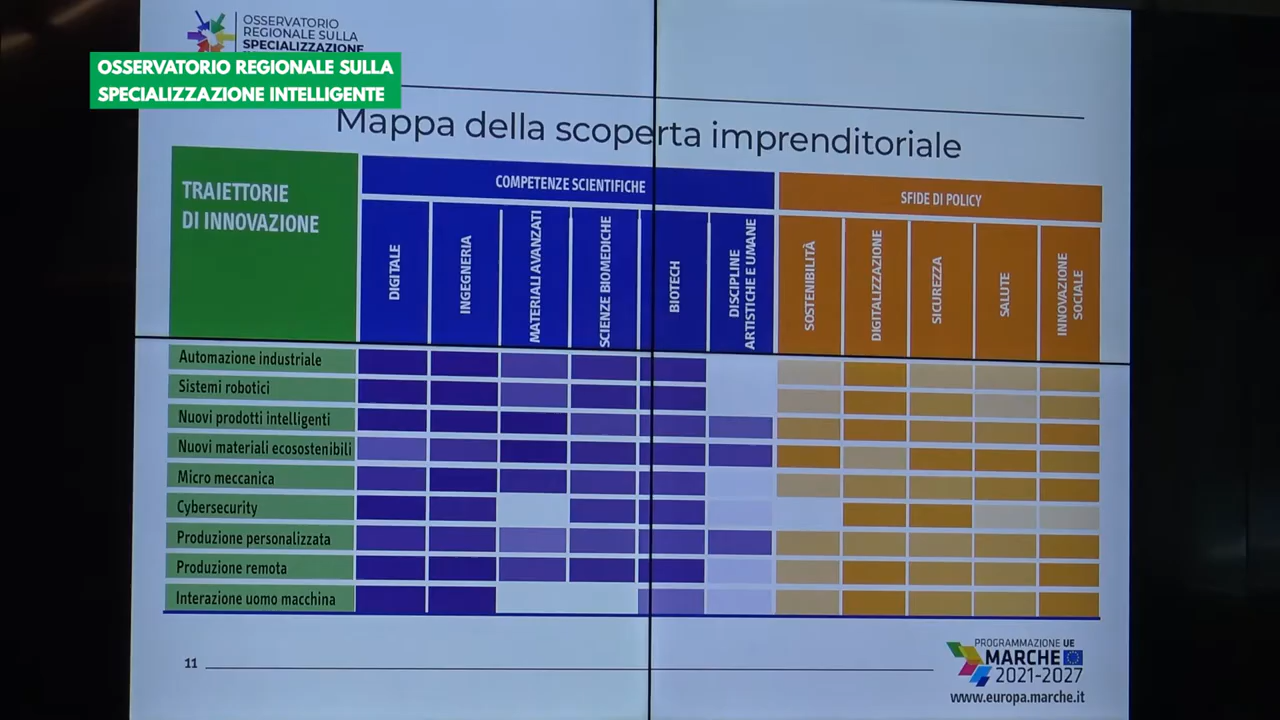 OSSERVATORIO
REGIONALE SULLA
SPECIALIZZAZIONE
OSSERVATORIO REGIONALE SULLA
SPECIALIZZAZIONE INTELLIGENTE
Mappa della scoperta imprenditoriale
TRAIETTORIE
DI INNOVAZIONE
COMPETENZE SCIENTIFICHE
SFIDE DI POLICY
DIGITALE
INGEGNERIA
MATERIALI AVANZATI
SCIENZE BIOMEDICHE
BIOTECH
DISCIPLINE
ARTISTICHE E UMANE
SOSTENIBILITÀ
DIGITALIZZAZIONE
SICUREZZA
SALUTE
INNOVAZIONE
SOCIALE
Automazione industriale
Sistemi robotici
Nuovi prodotti intelligenti
Nuovi materiali ecosostenibili
Micro meccanica
Cybersecurity
Produzione personalizzata
Produzione remota
Interazione uomo macchina
11
PROGRAMMAZIONE UE
MARCHE
2021-2027
www.europa.marche.it